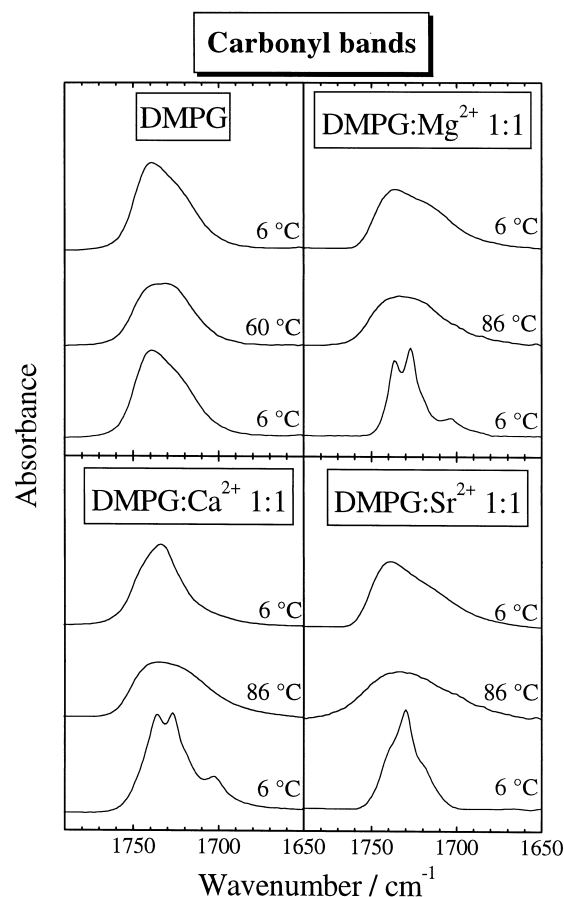 Carbonyl bands
DMPG
6 °C
60 °C
6 °C
DMPG:Mg2+ 1:1
6 °C
86 °C
6 °C
DMPG:Ca2+ 1:1
6 °C
86 °C
6 °C
DMPG:Sr2+ 1:1
6 °C
86 °C
6 °C
Absorbance
1750 1700 1650 1750 1700 1650
Wavenumber / cm-1